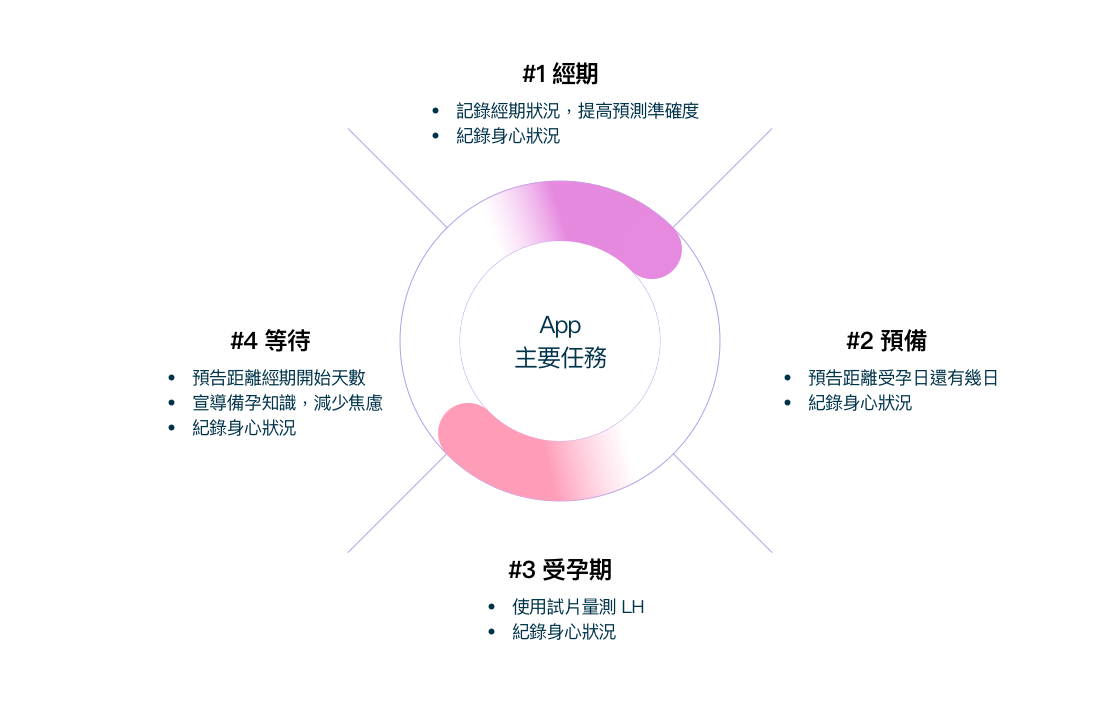 #1 經期
• 記錄經期狀況，提高預測準確度
• 紀錄身心狀況
App
主要任務
#2 預備
• 預告距離受孕日還有幾日
• 紀錄身心狀況
#3 受孕期
• 使用試片量測 LH
• 紀錄身心狀況
#4 等待
• 預告距離經期開始天數
• 宣導備孕知識，減少焦慮
• 紀錄身心狀況